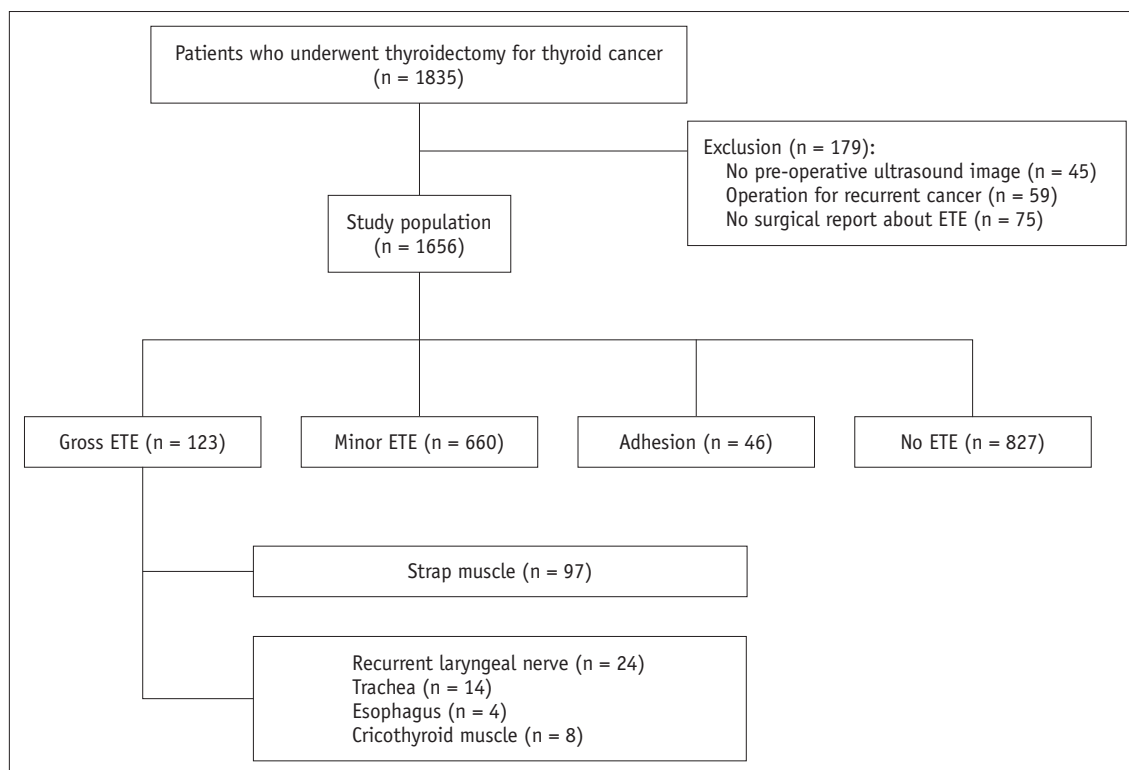 Patients who underwent thyroidectomy for thyroid cancer
(n = 1835)
Exclusion (n = 179):
No pre-operative ultrasound image (n = 45)
Operation for recurrent cancer (n = 59)
No surgical report about ETE (n = 75)
Study population
(n = 1656)
Gross ETE (n = 123)
Minor ETE (n = 660)
Adhesion (n = 46)
No ETE (n = 827)
Strap muscle (n = 97)
Recurrent laryngeal nerve (n = 24)
Trachea (n = 14)
Esophagus (n = 4)
Cricothyroid muscle (n = 8)